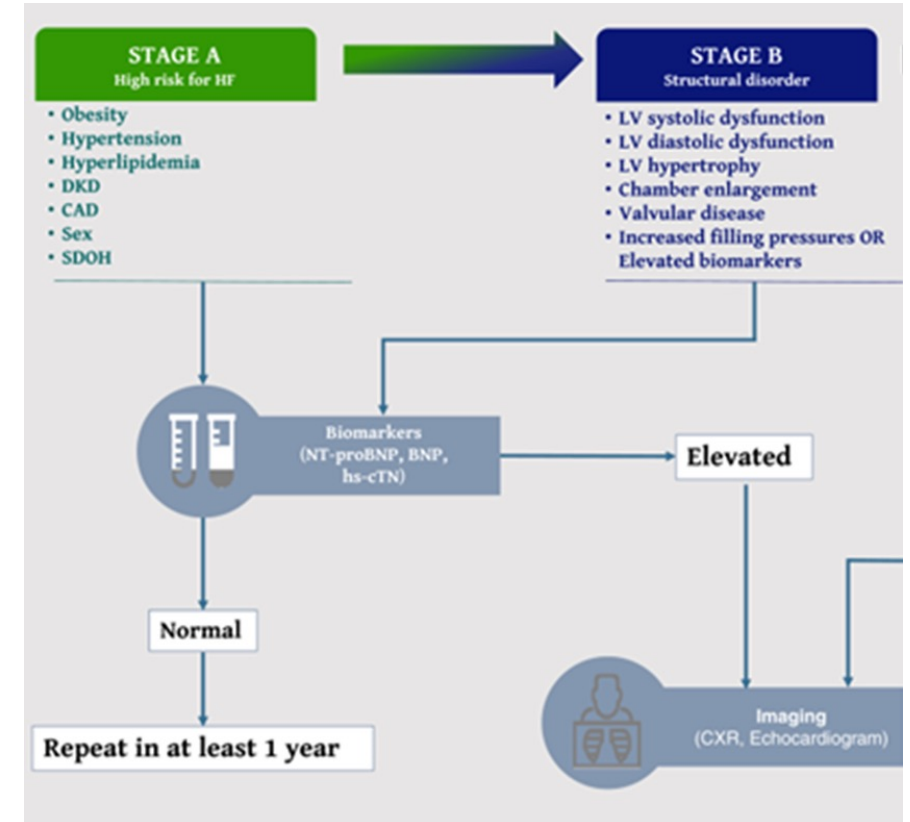 STAGE A
High risk for HF
• Obesity
• Hypertension
• Hyperlipidemia
• DKD
• CAD
• Sex
• SDOH
STAGE B
Structural disorder
• LV systolic dysfunction
• LV diastolic dysfunction
• LV hypertrophy
• Chamber enlargement
• Valvular disease
• Increased filling pressures OR
Elevated biomarkers
Biomarkers
(NT-proBNP, BNP,
hs-cTN)
Elevated
Normal
Repeat in at least 1 year
Imaging
(CXR, Echocardiogram)